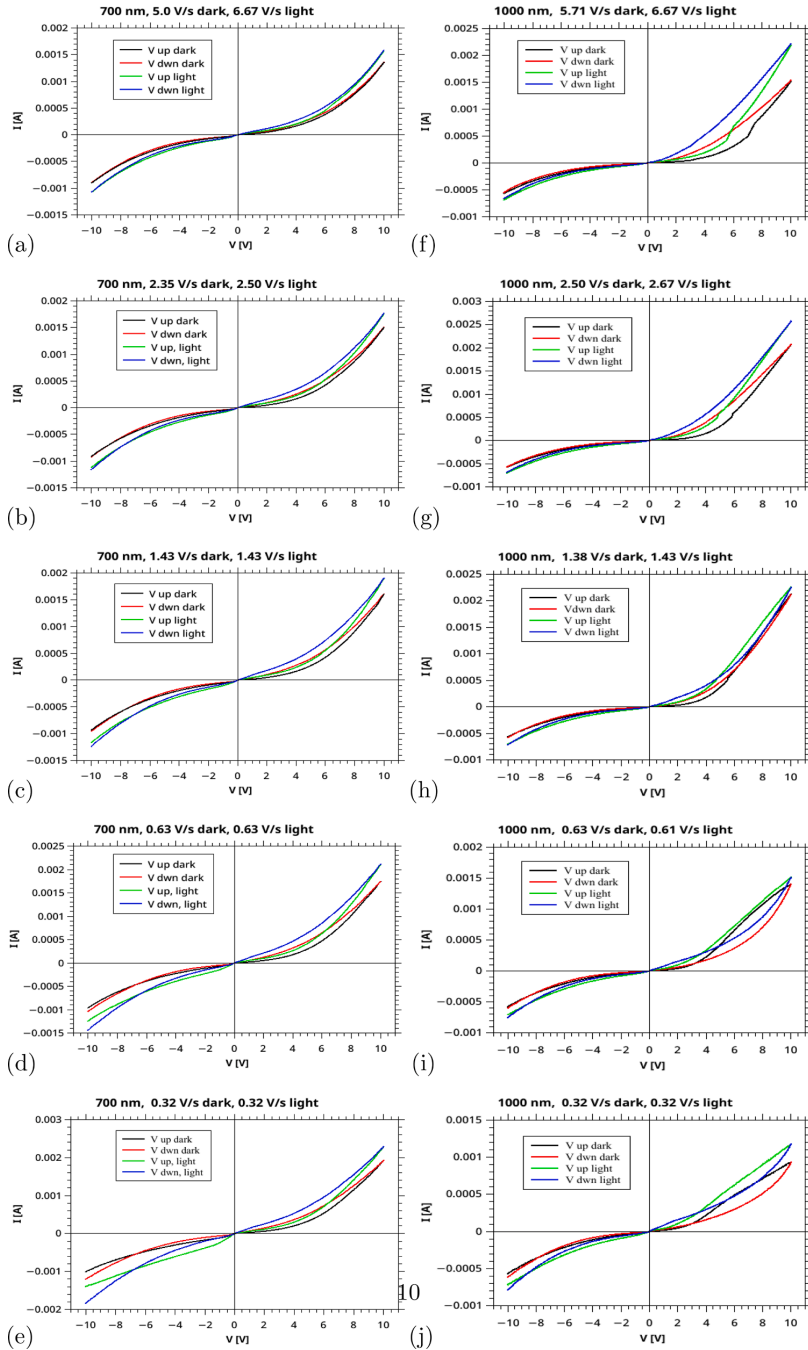 700 nm, 5.0 V/s dark, 6.67 V/s light
V up dark
V dwn dark
V up light
V dwn light
I [A]
0.002
0.0015
0.001
0.0005
0
−0.0005
−0.001
−0.0015
−10 −8 −6 −4 −2 0 2 4 6 8 10
V [V]
(a)
1000 nm, 5.71 V/s dark, 6.67 V/s light
V up dark
V dwn dark
V up light
V dwn light
I [A]
0.0025
0.002
0.0015
0.001
0.0005
0
−0.0005
−0.001
−10 −8 −6 −4 −2 0 2 4 6 8 10
V [V]
(f)
700 nm, 2.35 V/s dark, 2.50 V/s light
V up dark
V dwn dark
V up, light
V dwn, light
I [A]
0.002
0.0015
0.001
0.0005
0
−0.0005
−0.001
−0.0015
−10 −8 −6 −4 −2 0 2 4 6 8 10
V [V]
(b)
1000 nm, 2.50 V/s dark, 2.67 V/s light
V up dark
V dwn dark
V up light
V dwn light
I [A]
0.003
0.0025
0.002
0.0015
0.001
0.0005
0
−0.0005
−0.001
−10 −8 −6 −4 −2 0 2 4 6 8 10
V [V]
(g)
700 nm, 1.43 V/s dark, 1.43 V/s light
V up dark
V dwn dark
V up light
V dwn light
I [A]
0.002
0.0015
0.001
0.0005
0
−0.0005
−0.001
−0.0015
−10 −8 −6 −4 −2 0 2 4 6 8 10
V [V]
(c)
1000 nm, 1.38 V/s dark, 1.43 V/s light
V up dark
Vdwn dark
V up light
V dwn light
I [A]
0.0025
0.002
0.0015
0.001
0.0005
0
−0.0005
−0.001
−10 −8 −6 −4 −2 0 2 4 6 8 10
V [V]
(h)
700 nm, 0.63 V/s dark, 0.63 V/s light
V up dark
V dwn dark
V up, light
V dwn, light
I [A]
0.0025
0.002
0.0015
0.001
0.0005
0
−0.0005
−0.001
−0.0015
−10 −8 −6 −4 −2 0 2 4 6 8 10
V [V]
(d)
1000 nm, 0.63 V/s dark, 0.61 V/s light
V up dark
V dwn dark
V up light
V dwn light
I [A]
0.002
0.0015
0.001
0.0005
0
−0.0005
−0.001
−10 −8 −6 −4 −2 0 2 4 6 8 10
V [V]
(i)
700 nm, 0.32 V/s dark, 0.32 V/s light
V up dark
V dwn dark
V up, light
V dwn, light
I [A]
0.003
0.002
0.001
0
−0.001
−0.002
−10 −8 −6 −4 −2 0 2 4 6 8 10
V [V]
(e)
1000 nm, 0.32 V/s dark, 0.32 V/s light
V up dark
V dwn dark
V up light
V dwn light
I [A]
0.0015
0.001
0.0005
0
−0.0005
−0.001
−10 −8 −6 −4 −2 0 2 4 6 8 10
V [V]
(j)
10